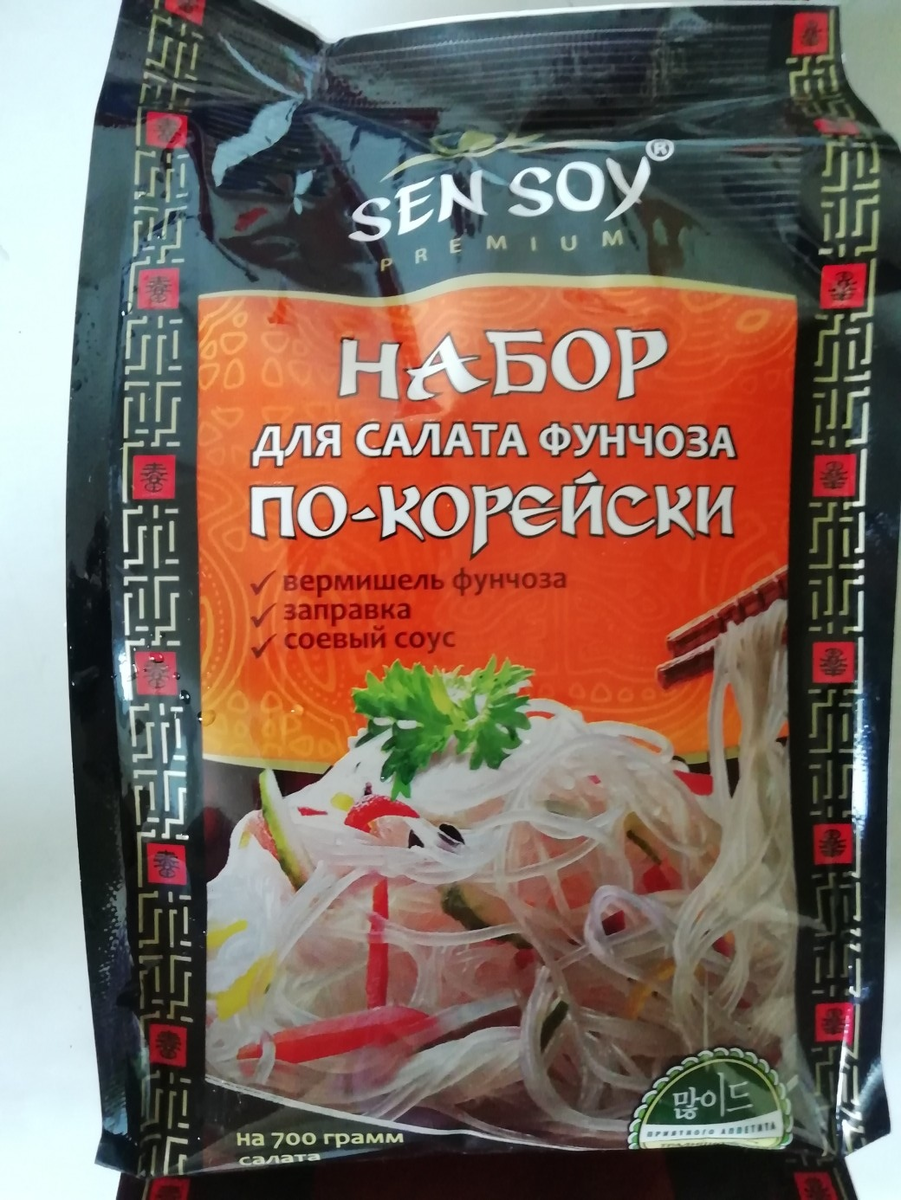 SEN SOY®
PREMIUM
НАБОР
ДЛЯ САЛАТА ФУНЧОЗА
ПО-КОРЕЙСКИ
✓ вермишель фунчоза
✓ заправка
✓ соевый соус
많이드
ПРИЯТНОГО АППЕТИТА
на 700 грамм
салата